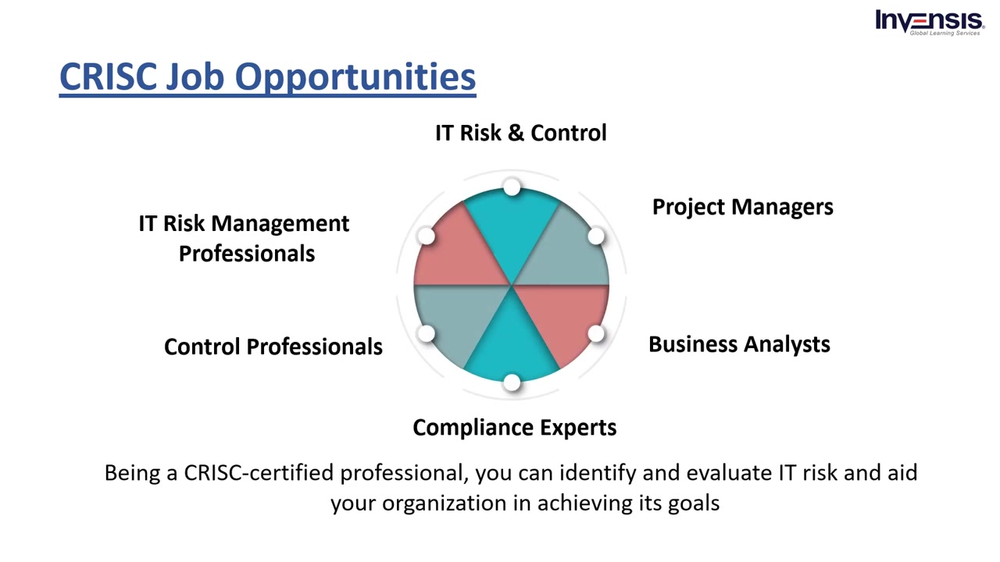 Invensis
Global Learning Services
CRISC Job Opportunities
IT Risk & Control
Project Managers
IT Risk Management
Professionals
Control Professionals
Business Analysts
Compliance Experts
Being a CRISC-certified professional, you can identify and evaluate IT risk and aid
your organization in achieving its goals